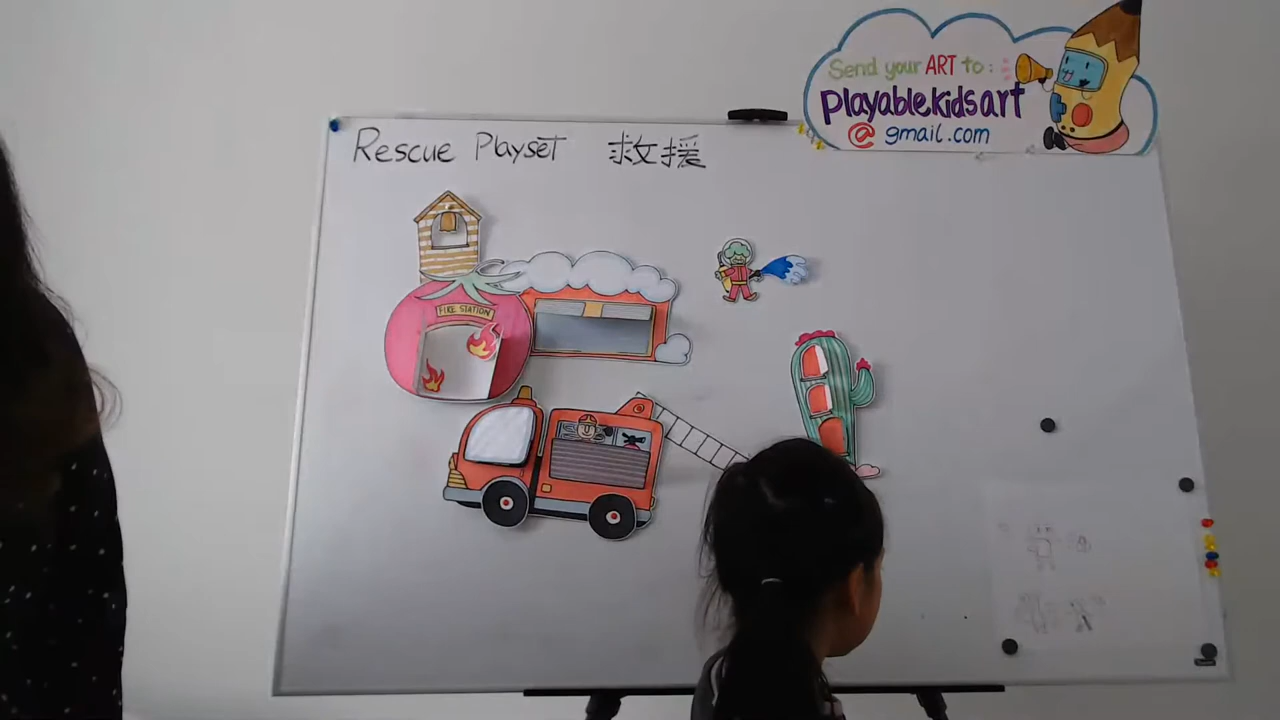 Send your ART to:
Playablekidsart
@ gmail.com
Rescue Playset 救援
FIRE STATION